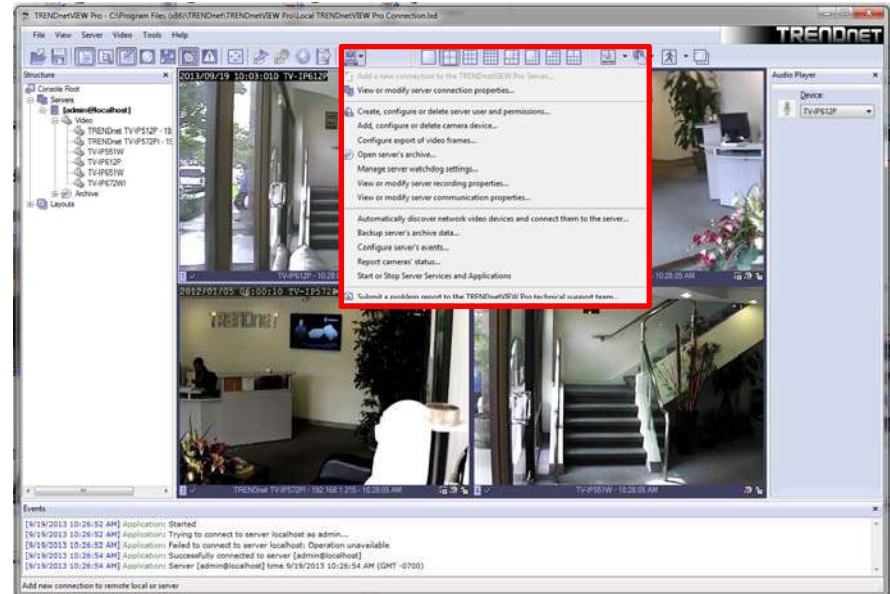 TRENDnetVIEW Pro - C:\Program Files (x86)\TRENDnet\TRENDnetVIEW Pro\Local TRENDnetVIEW Pro Connection.lxd
File View Server Video Tools Help
TRENDNET
Structure
Console Root
Servers
[admin@localhost]
Video
TRENDnet TV-IP512P - 19
TRENDnet TV-IP572PI - 19
TV-IP551W
TV-IP612P
TV-IP651W
TV-IP672WI
Archive
Layouts
2013/09/19 10:03:010 TV-IP612P
TV-IP612P - 10:28:0
Add a new connection to the TRENDnetVIEW Pro Server...
View or modify server connection properties...
Create, configure or delete server user and permissions...
Add, configure or delete camera device...
Configure export of video frames...
Open server's archive...
Manage server watchdog settings...
View or modify server recording properties...
View or modify server communication properties...
Automatically discover network video devices and connect them to the server...
Backup server's archive data...
Configure server's events...
Report cameras' status...
Start or Stop Server Services and Applications
Submit a problem report to the TRENDnetVIEW Pro technical support team...
10:28:05 AM
Audio Player
Device:
TV-IP612P
2012/01/05 06:00:10 TV-IP572P
TRENDNET
TRENDnet TV-IP572PI - 192.168.1.215 - 10:28:05 AM
TV-IP551W - 10:28:05 AM
Events
[9/19/2013 10:26:52 AM] Application: Started
[9/19/2013 10:26:52 AM] Application: Trying to connect to server localhost as admin...
[9/19/2013 10:26:52 AM] Application: Failed to connect to server localhost: Operation unavailable
[9/19/2013 10:26:54 AM] Application: Successfully connected to server [admin@localhost]
[9/19/2013 10:26:54 AM] Application: Server [admin@localhost] time 9/19/2013 10:26:54 AM (GMT -0700)
Add new connection to remote local or server